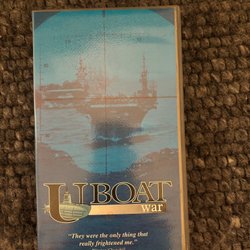 UBOAT
war
"They were the only thing that
really frightened me."